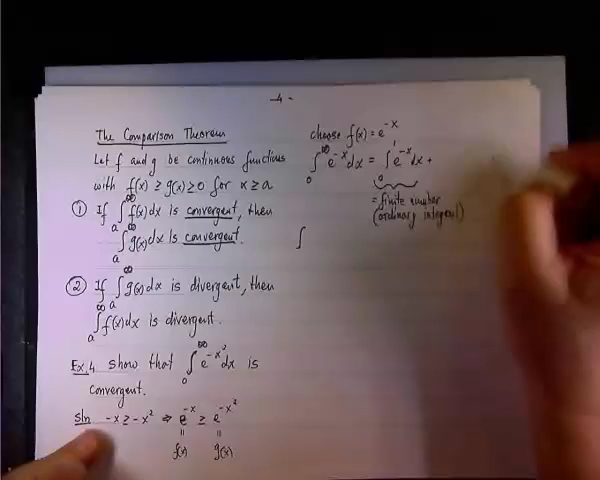 -4-
The Comparison Theorem
Let f and g be continuous functions
with f(x) ≥ g(x) ≥ 0 for x ≥ a
① If ∫_a^∞ f(x)dx is convergent, then
∫_a^∞ g(x)dx is convergent.
② If ∫_a^∞ g(x)dx is divergent, then
∫_a^∞ f(x)dx is divergent.
Ex.4 Show that ∫_0^∞ e^{-x²}dx is
convergent.
Sln -x ≥ -x² ⇒ e^{-x} ≥ e^{-x²}
= =
f(x) g(x)
choose f(x) = e^{-x}
∫_0^∞ e^{-x}dx = ∫_0^1 e^{-x}dx +
= finite number
(ordinary integral)
∫